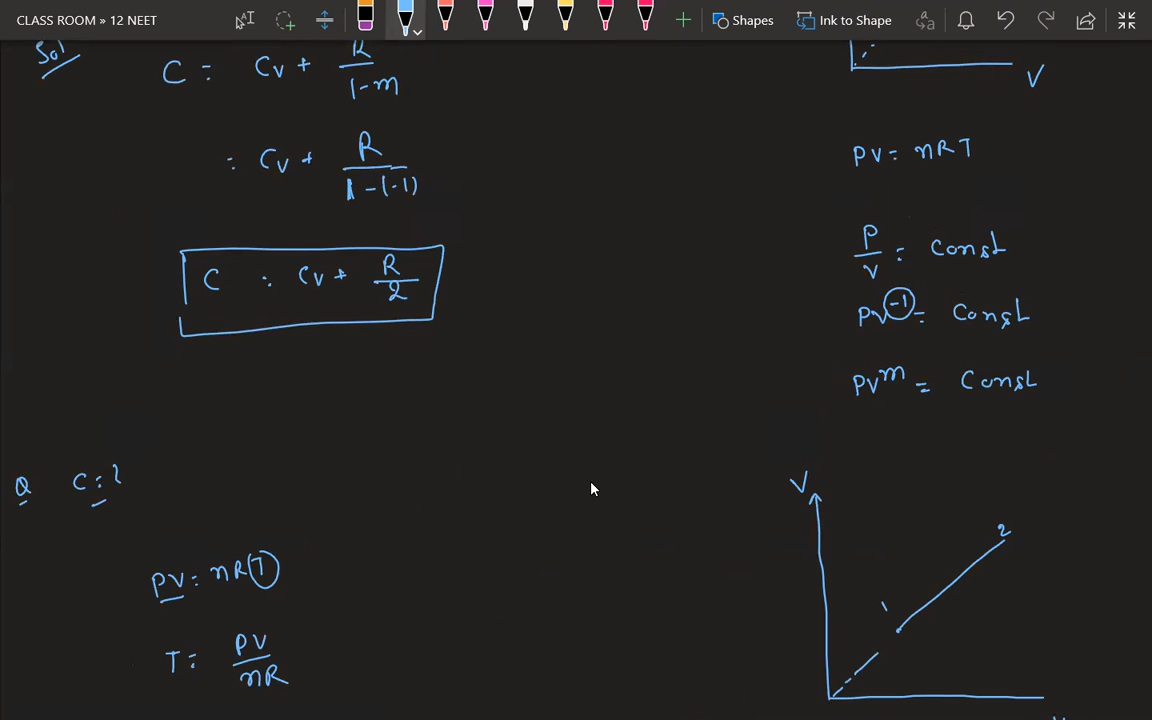 CLASS ROOM » 12 NEET
Shapes
Ink to Shape
Sol
C = Cv + R/1-m
V
= Cv + R/1-(-1)
PV = nRT
C = Cv + R/2
P/V = Const
PV^-1 = Const
PV^m = Const
Q C = ?
V
2
1
PV = nRT
T = PV/nR